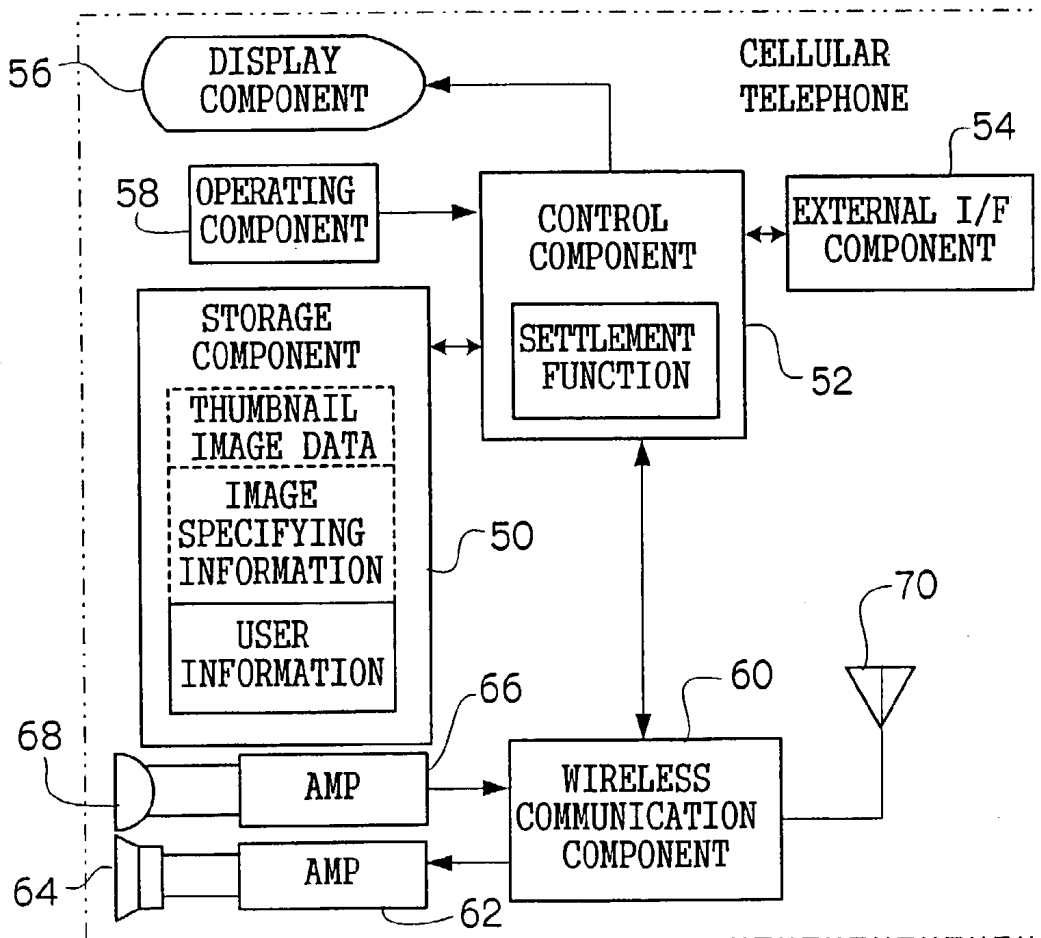 56
DISPLAY
COMPONENT
CELLULAR
TELEPHONE
54
58
OPERATING
COMPONENT
CONTROL
COMPONENT
EXTERNAL I/F
COMPONENT
SETTLEMENT
FUNCTION
52
STORAGE
COMPONENT
THUMBNAIL
IMAGE DATA
IMAGE
SPECIFYING
INFORMATION
50
USER
INFORMATION
70
66
60
68
AMP
WIRELESS
COMMUNICATION
COMPONENT
64
AMP
62